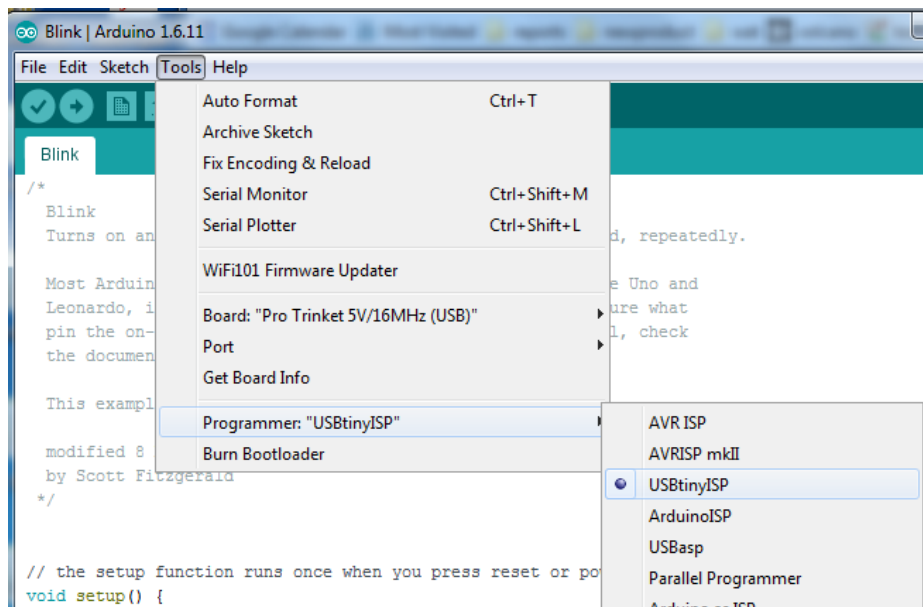 Blink | Arduino 1.6.11
File Edit Sketch Tools Help
Blink
Auto Format Ctrl+T
Archive Sketch
Fix Encoding & Reload
Serial Monitor Ctrl+Shift+M
Serial Plotter Ctrl+Shift+L
WiFi101 Firmware Updater
Board: "Pro Trinket 5V/16MHz (USB)"
Port
Get Board Info
Programmer: "USBtinyISP"
Burn Bootloader
AVR ISP
AVRISP mkII
USBtinyISP
ArduinoISP
USBasp
Parallel Programmer
/*
Blink
Turns on an d, repeatedly.
Most Arduin e Uno and
Leonardo, i ure what
pin the on- l, check
the documen
This exampl
modified 8
by Scott Fitzgerald
*/
// the setup function runs once when you press reset or po
void setup() {